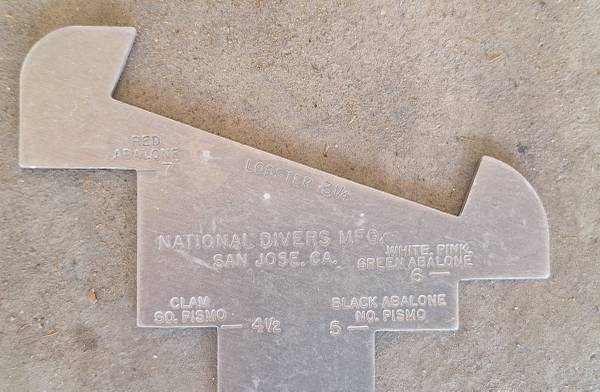 RED
ABALONE
7
LOBSTER 3¼
NATIONAL DIVERS MFG.
SAN JOSE. CA.
WHITE, PINK,
GREEN ABALONE
6 —
CLAM
SO. PISMO — 4½
BLACK ABALONE
5 — NO. PISMO